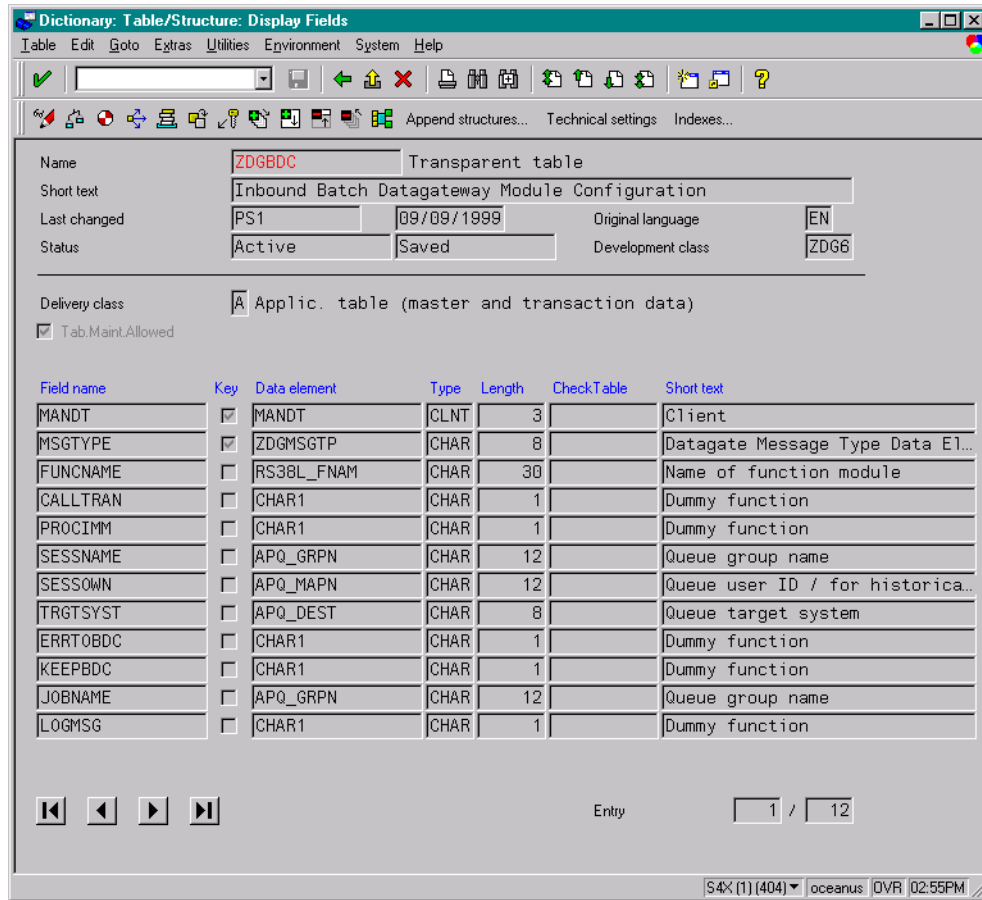 Dictionary: Table/Structure: Display Fields
Table Edit Goto Extras Utilities Environment System Help
Append structures... Technical settings Indexes...
Name ZDGBDC Transparent table
Short text Inbound Batch Datagateway Module Configuration
Last changed PS1 09/09/1999 Original language EN
Status Active Saved Development class ZDG6
Delivery class A Applic. table (master and transaction data)
Tab.Maint.Allowed
Field name Key Data element Type Length CheckTable Short text
MANDT MANDT CLNT 3 Client
MSGTYPE ZDGMSGTP CHAR 8 Datagate Message Type Data El...
FUNCNAME RS38L_FNAM CHAR 30 Name of function module
CALLTRAN CHAR1 CHAR 1 Dummy function
PROCIMM CHAR1 CHAR 1 Dummy function
SESSNAME APQ_GRPN CHAR 12 Queue group name
SESSOWN APQ_MAPN CHAR 12 Queue user ID / for historica...
TRGTSYST APQ_DEST CHAR 8 Queue target system
ERRTOBDC CHAR1 CHAR 1 Dummy function
KEEPBDC CHAR1 CHAR 1 Dummy function
JOBNAME APQ_GRPN CHAR 12 Queue group name
LOGMSG CHAR1 CHAR 1 Dummy function
Entry 1 / 12
S4X (1) (404) oceanus OVR 02:55PM